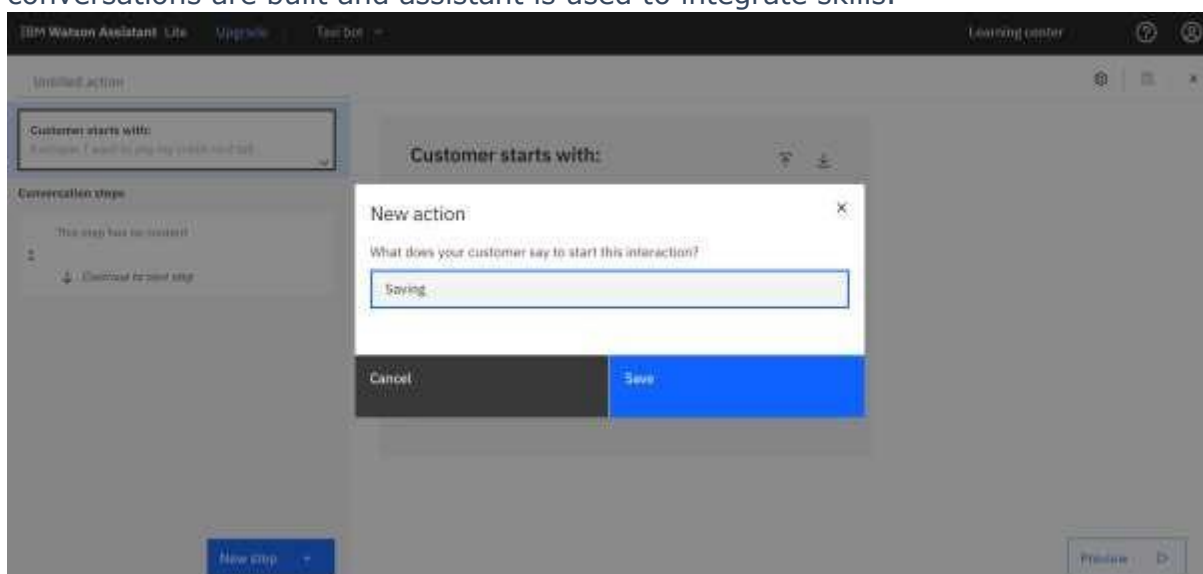 conversations are built and assistant is used to integrate skills.
IBM Watson Assistant Lite Upgrade Test bot Learning center
Untitled action
Customer starts with:
Customer starts with:
Conversation steps
This step has no content
Continue to next step
New action
What does your customer say to start this interaction?
Saving
Cancel Save
New step Preview